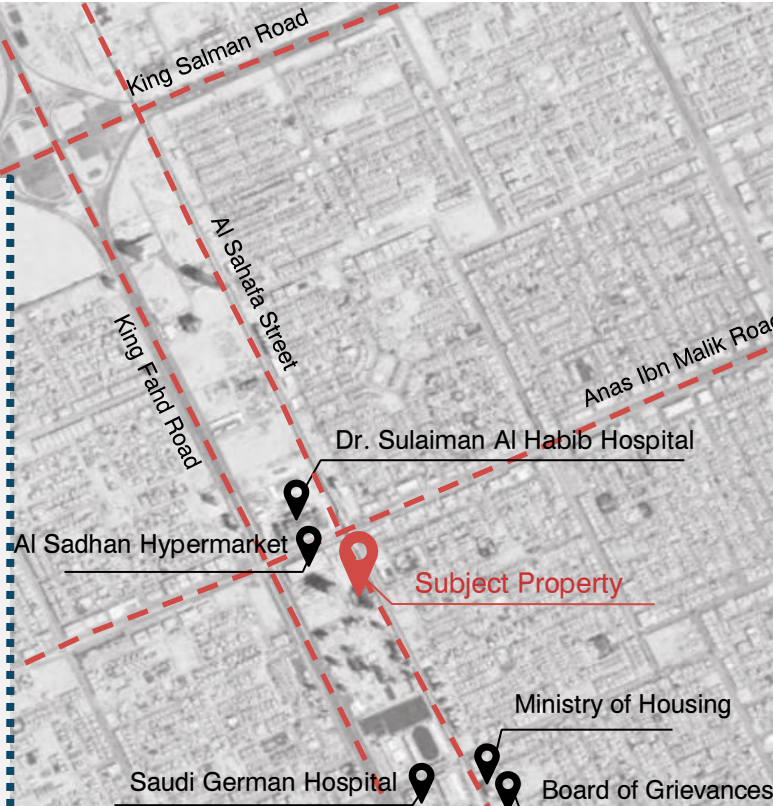 King Salman Road
Al Sahafa Street
King Fahd Road
Anas Ibn Malik Road
Dr. Sulaiman Al Habib Hospital
Al Sadhan Hypermarket
Subject Property
Ministry of Housing
Saudi German Hospital
Board of Grievances